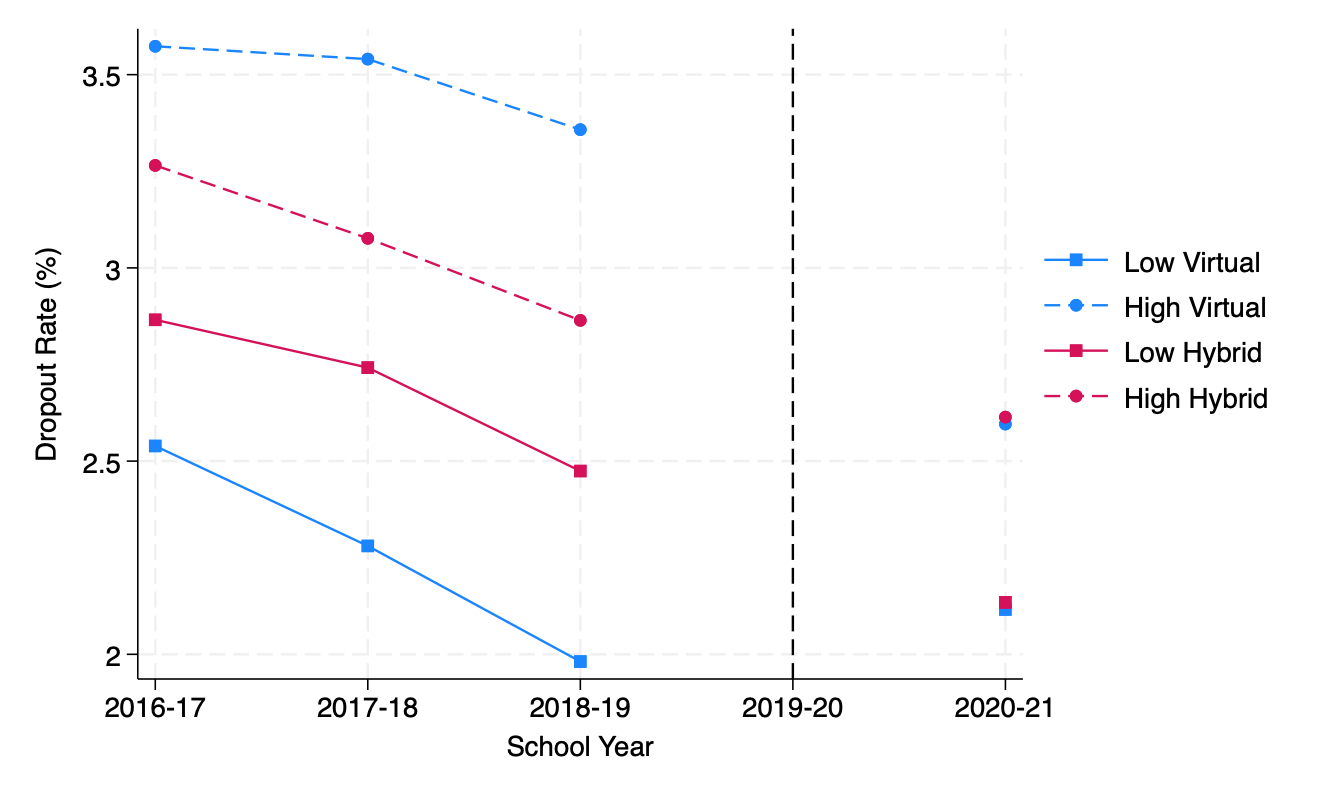 3.5
3
2.5
2
Dropout Rate (%)
2016-17
2017-18
2018-19
2019-20
2020-21
School Year
Low Virtual
High Virtual
Low Hybrid
High Hybrid